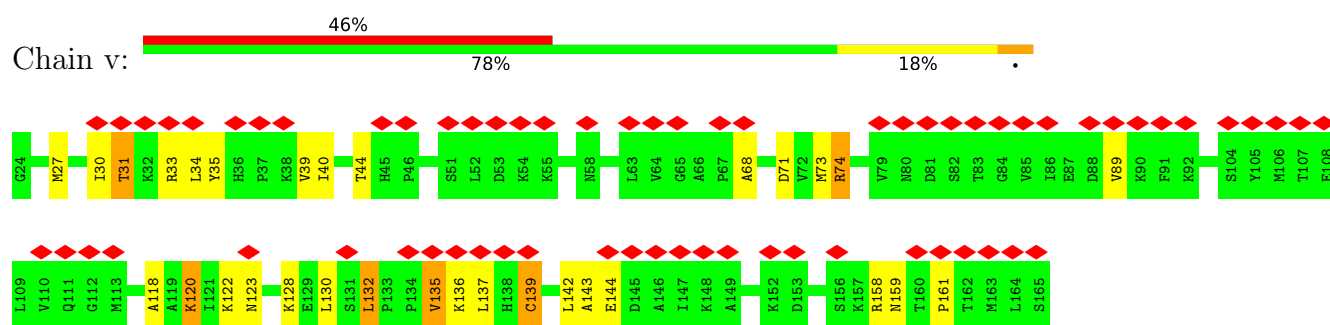 46%
Chain v:
78% 18% •
G24 M27 I30 T31 K32 R33 L34 Y35 H36 P37 K38 V39 I40 T44 H45 P46 S51 L52 D53 K54 K55 N58 L63 V64 G65 A66 P67 A68 D71 V72 M73 R74 V79 N80 D81 S82 T83 G84 V85 I86 E87 D88 V89 K90 F91 K92 S104 Y105 M106 T107 E108
L109 V110 Q111 G112 M113 A118 A119 K120 I121 K122 N123 K128 E129 L130 S131 L132 P133 P134 V135 K136 L137 H138 C139 L142 A143 E144 D145 A146 I147 K148 A149 K152 D153 S156 K157 R158 N159 T160 P161 T162 M163 L164 S165